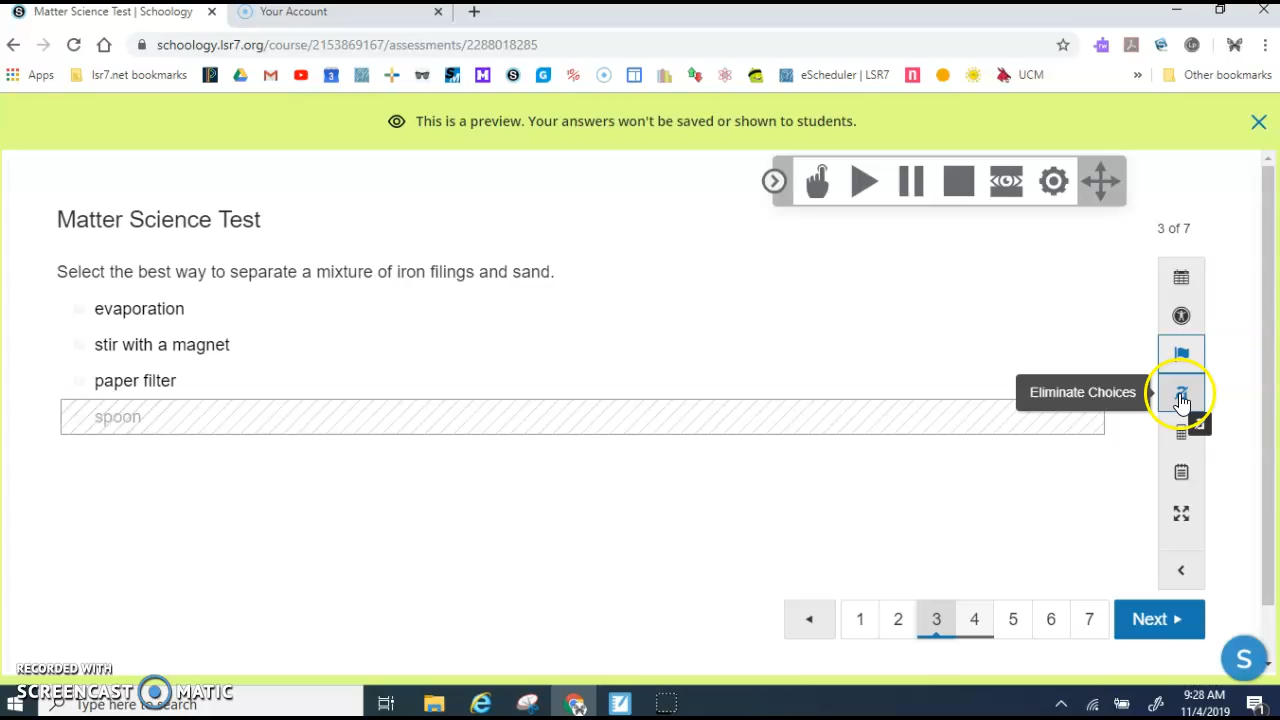 Matter Science Test | Schoology
Your Account
schoology.lsr7.org/course/2153869167/assessments/2288018285
Apps
lsr7.net bookmarks
eScheduler | LSR7
UCM
Other bookmarks
This is a preview. Your answers won't be saved or shown to students.
Matter Science Test
3 of 7
Select the best way to separate a mixture of iron filings and sand.
evaporation
stir with a magnet
paper filter
Eliminate Choices
spoon
1 2 3 4 5 6 7 Next
S
RECORDED WITH
SCREENCAST MATIC
Type here to search
9:28 AM
11/4/2019